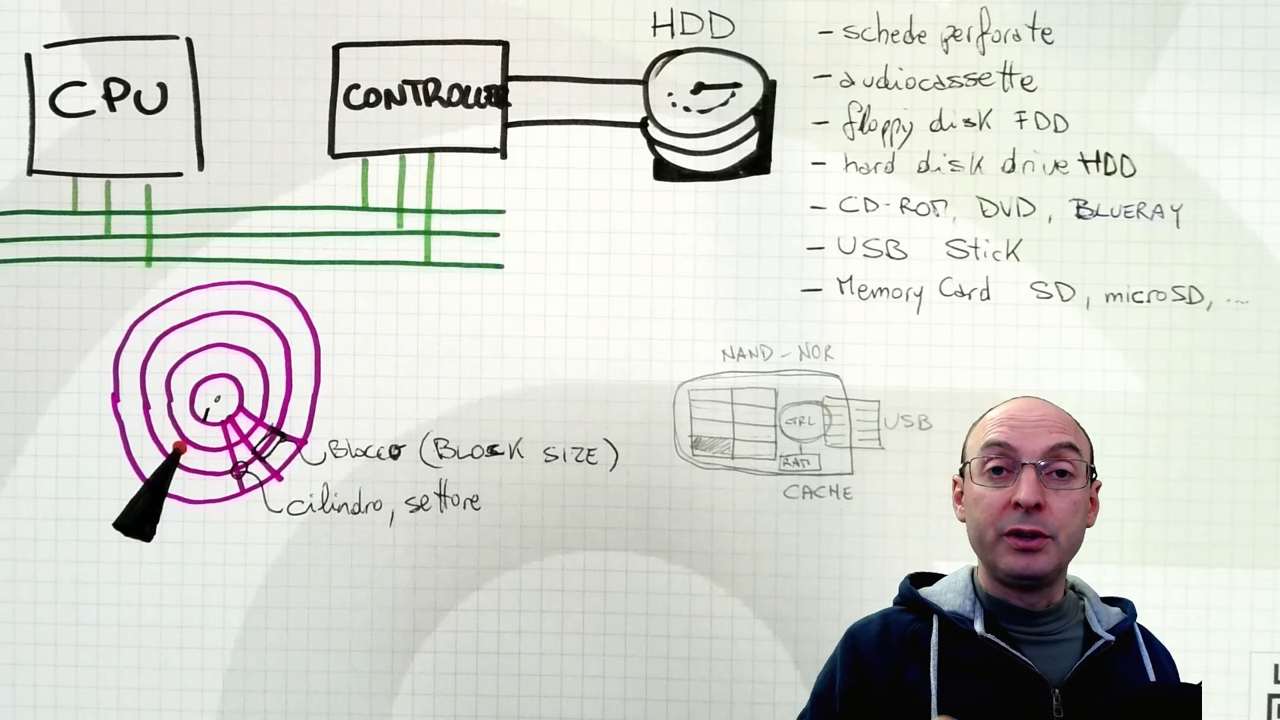 CPU
CONTROLLER
HDD
- schede perforate
- audiocassette
- floppy disk FDD
- hard disk drive HDD
- CD-ROM, DVD, BLUERAY
- USB Stick
- Memory Card SD, microSD, ...
Blocco (BLOCK SIZE)
cilindro, settore
NAND - NOR
CTRL
USB
RAM
CACHE